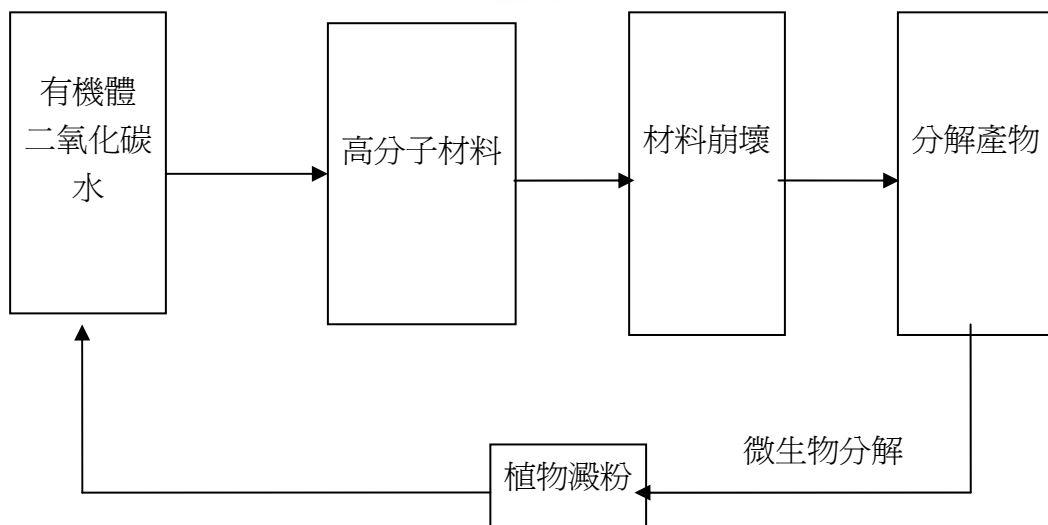 有機體
二氧化碳
水
高分子材料
材料崩壞
分解產物
微生物分解
植物澱粉